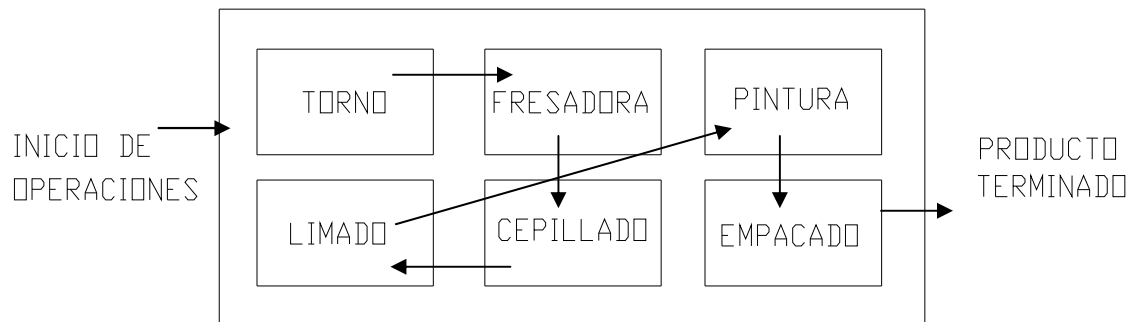 INICIO DE
OPERACIONES
TORNO
FRESADORA
PINTURA
LIMADO
CEPILLADO
EMPACADO
PRODUCTO
TERMINADO